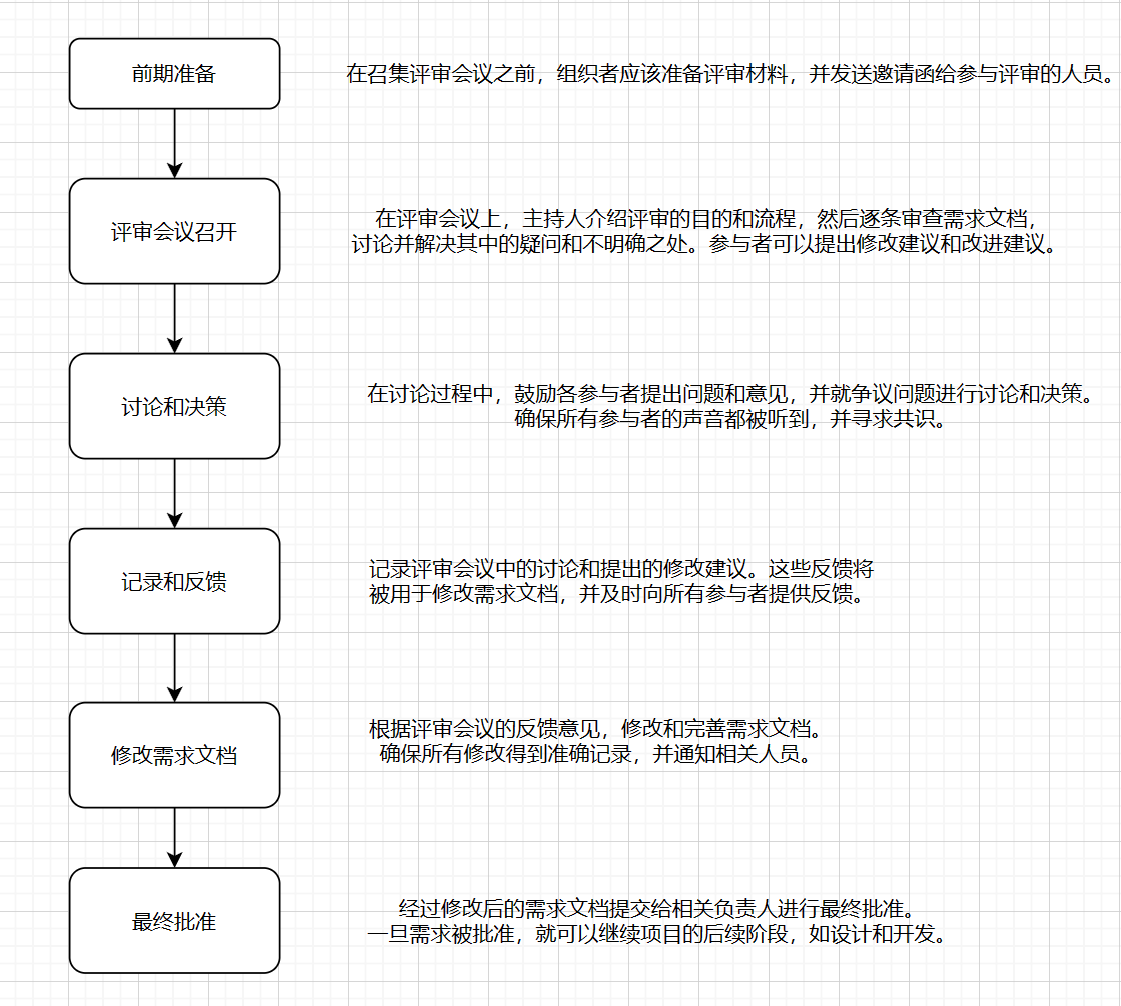 前期准备
在召集评审会议之前，组织者应该准备评审材料，并发送邀请函给参与评审的人员。
评审会议召开
在评审会议上，主持人介绍评审的目的和流程，然后逐条审查需求文档，
讨论并解决其中的疑问和不明确之处。参与者可以提出修改建议和改进建议。
讨论和决策
在讨论过程中，鼓励各参与者提出问题和意见，并就争议问题进行讨论和决策。
确保所有参与者的声音都被听到，并寻求共识。
记录和反馈
记录评审会议中的讨论和提出的修改建议。这些反馈将
被用于修改需求文档，并及时向所有参与者提供反馈。
修改需求文档
根据评审会议的反馈意见，修改和完善需求文档。
确保所有修改得到准确记录，并通知相关人员。
最终批准
经过修改后的需求文档提交给相关负责人进行最终批准。
一旦需求被批准，就可以继续项目的后续阶段，如设计和开发。